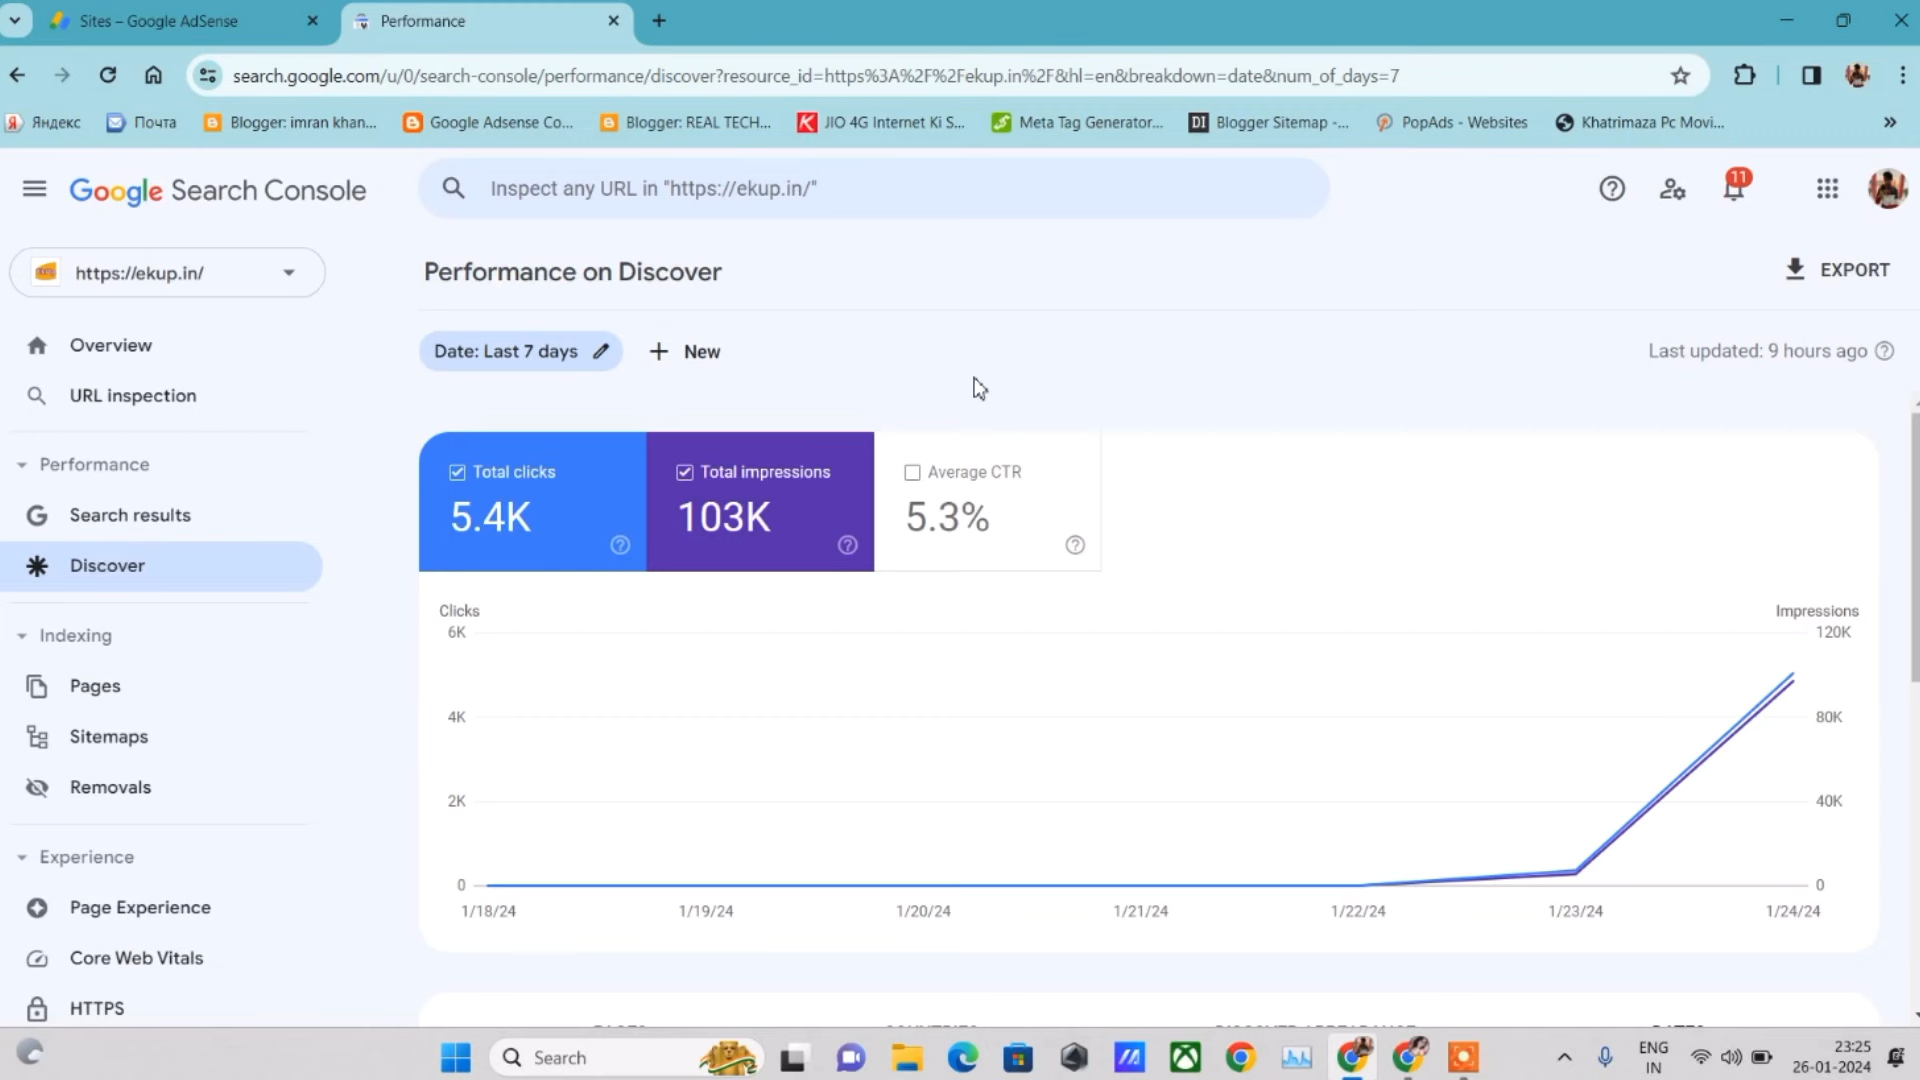 Sites – Google AdSense
Performance
search.google.com/u/0/search-console/performance/discover?resource_id=https%3A%2F%2Fekup.in%2F&hl=en&breakdown=date&num_of_days=7
Яндекс
Почта
Blogger: imran khan...
Google Adsense Co...
Blogger: REAL TECH...
JIO 4G Internet Ki S...
Meta Tag Generator...
DI
Blogger Sitemap -...
PopAds - Websites
Khatrimaza Pc Movi...
Google Search Console
Inspect any URL in "https://ekup.in/"
11
https://ekup.in/
Performance on Discover
EXPORT
Overview
URL inspection
Performance
Search results
Discover
Indexing
Pages
Sitemaps
Removals
Experience
Page Experience
Core Web Vitals
HTTPS
Date: Last 7 days
New
Last updated: 9 hours ago
Total clicks
5.4K
Total impressions
103K
Average CTR
5.3%
Clicks
Impressions
6K
120K
4K
80K
2K
40K
0
0
1/18/24
1/19/24
1/20/24
1/21/24
1/22/24
1/23/24
1/24/24
Search
ENG
IN
23:25
26-01-2024